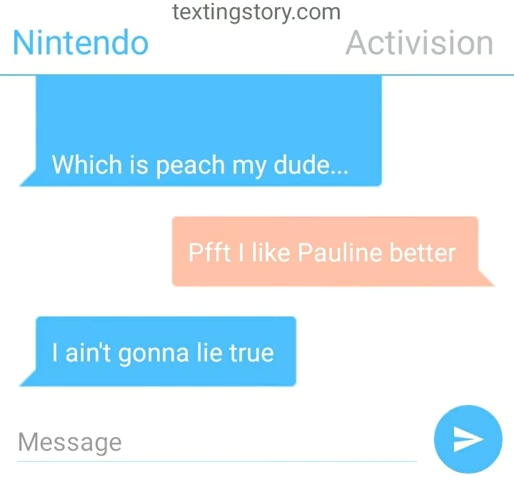 textingstory.com
Nintendo
Activision
Which is peach my dude...
Pfft I like Pauline better
I ain't gonna lie true
Message